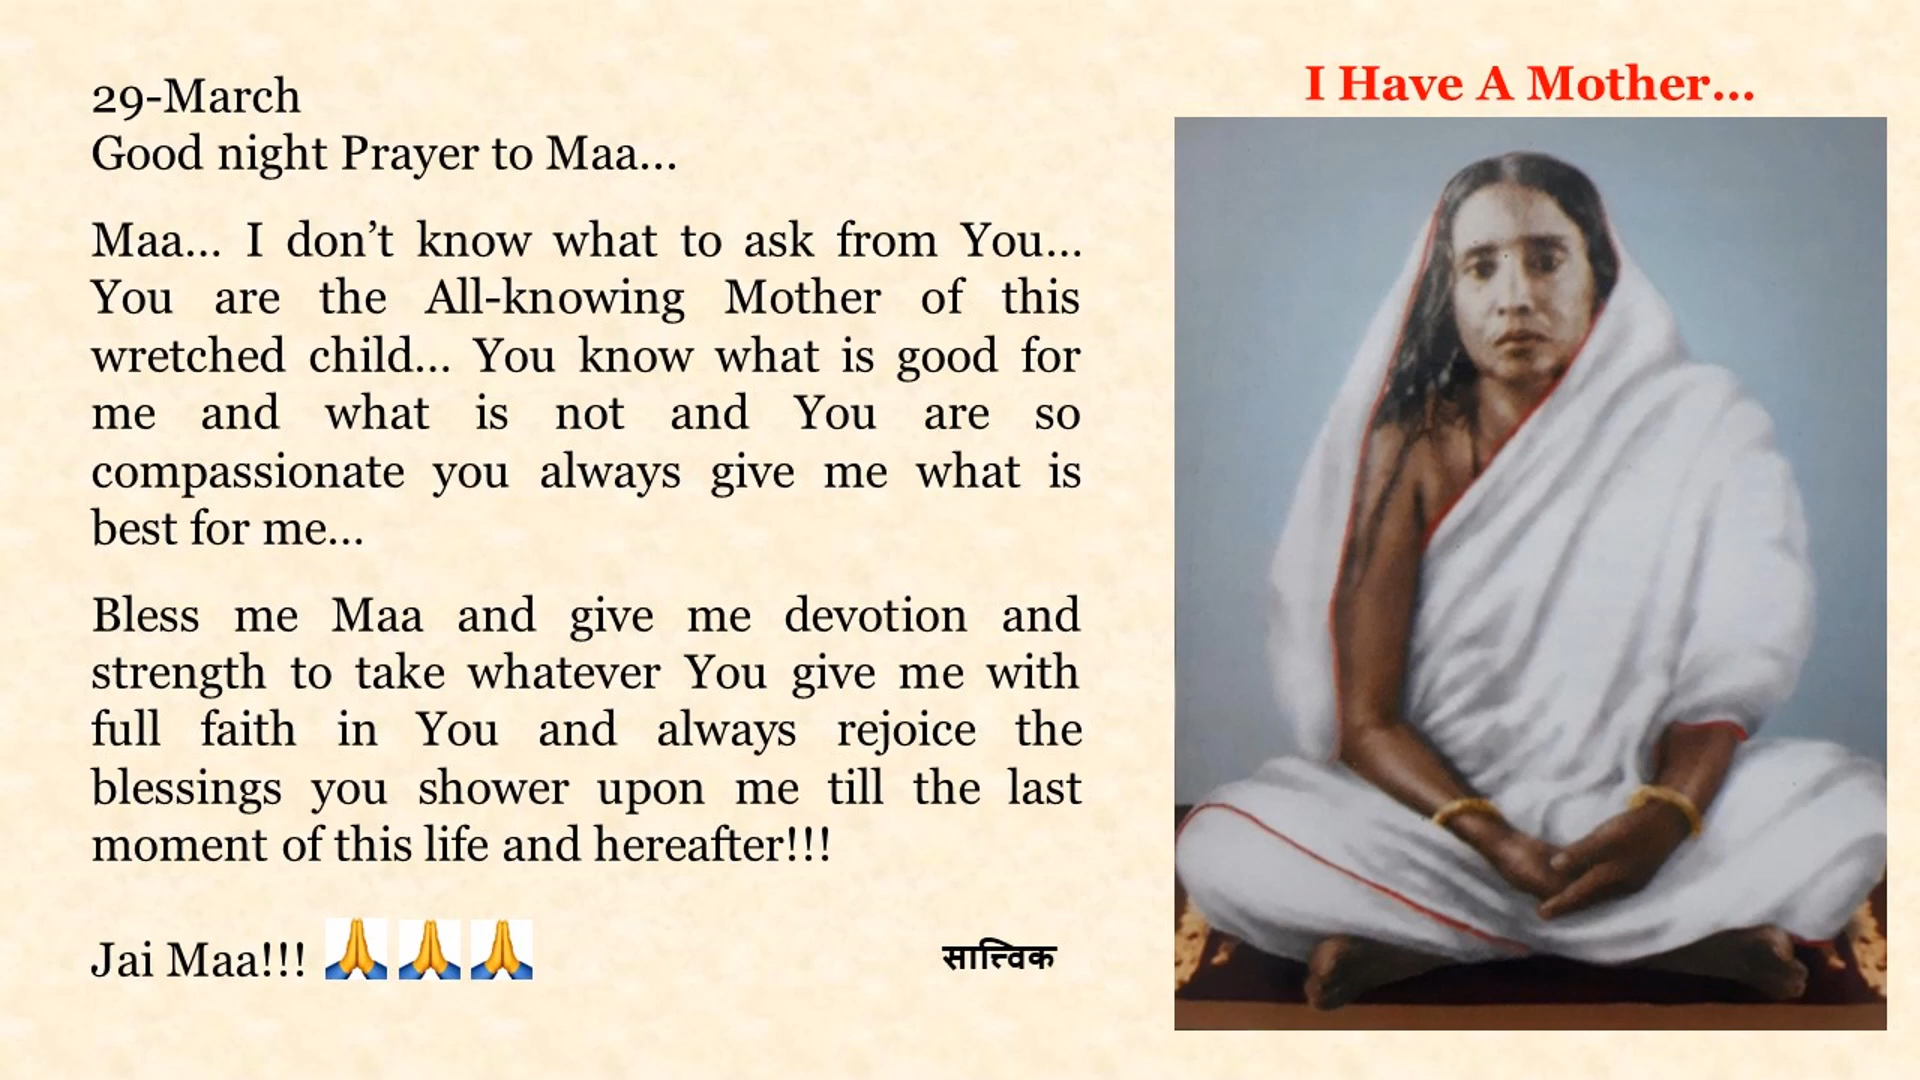 29-March
Good night Prayer to Maa...
Maa... I don’t know what to ask from You...
You are the All-knowing Mother of this
wretched child... You know what is good for
me and what is not and You are so
compassionate you always give me what is
best for me...
Bless me Maa and give me devotion and
strength to take whatever You give me with
full faith in You and always rejoice the
blessings you shower upon me till the last
moment of this life and hereafter!!!
Jai Maa!!! 🙏 🙏 🙏
सात्त्विक
I Have A Mother...